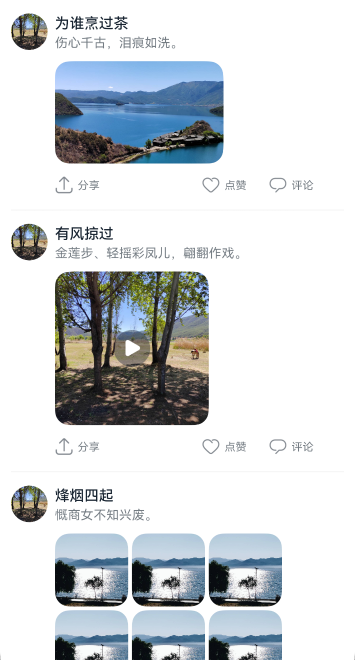 为谁烹过茶
伤心千古，泪痕如洗。
分享 点赞 评论
有风掠过
金莲步、轻摇彩凤儿，翩翻作戏。
分享 点赞 评论
烽烟四起
慨商女不知兴废。